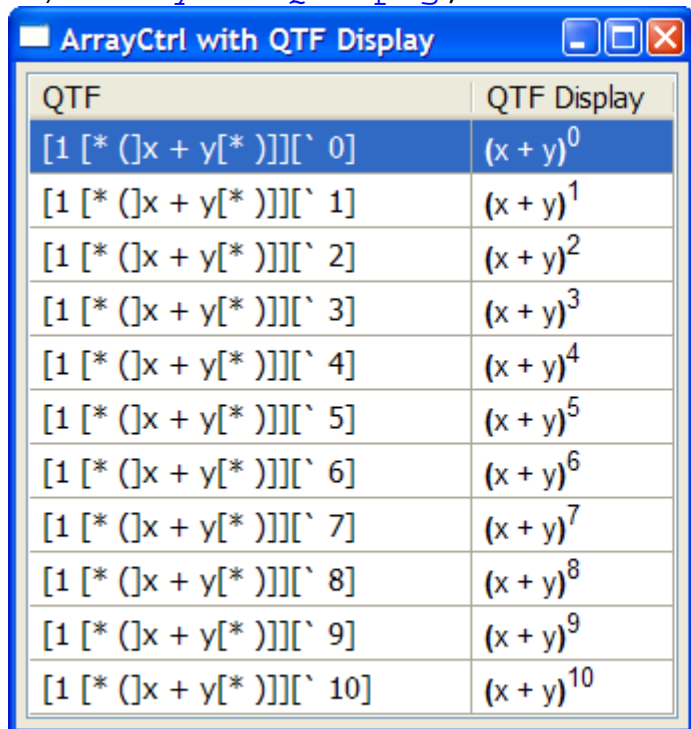 ArrayCtrl with QTF Display
QTF QTF Display
[1 [* (]x + y[* )]]][` 0] (x + y)⁰
[1 [* (]x + y[* )]]][` 1] (x + y)¹
[1 [* (]x + y[* )]]][` 2] (x + y)²
[1 [* (]x + y[* )]]][` 3] (x + y)³
[1 [* (]x + y[* )]]][` 4] (x + y)⁴
[1 [* (]x + y[* )]]][` 5] (x + y)⁵
[1 [* (]x + y[* )]]][` 6] (x + y)⁶
[1 [* (]x + y[* )]]][` 7] (x + y)⁷
[1 [* (]x + y[* )]]][` 8] (x + y)⁸
[1 [* (]x + y[* )]]][` 9] (x + y)⁹
[1 [* (]x + y[* )]]][` 10] (x + y)¹⁰